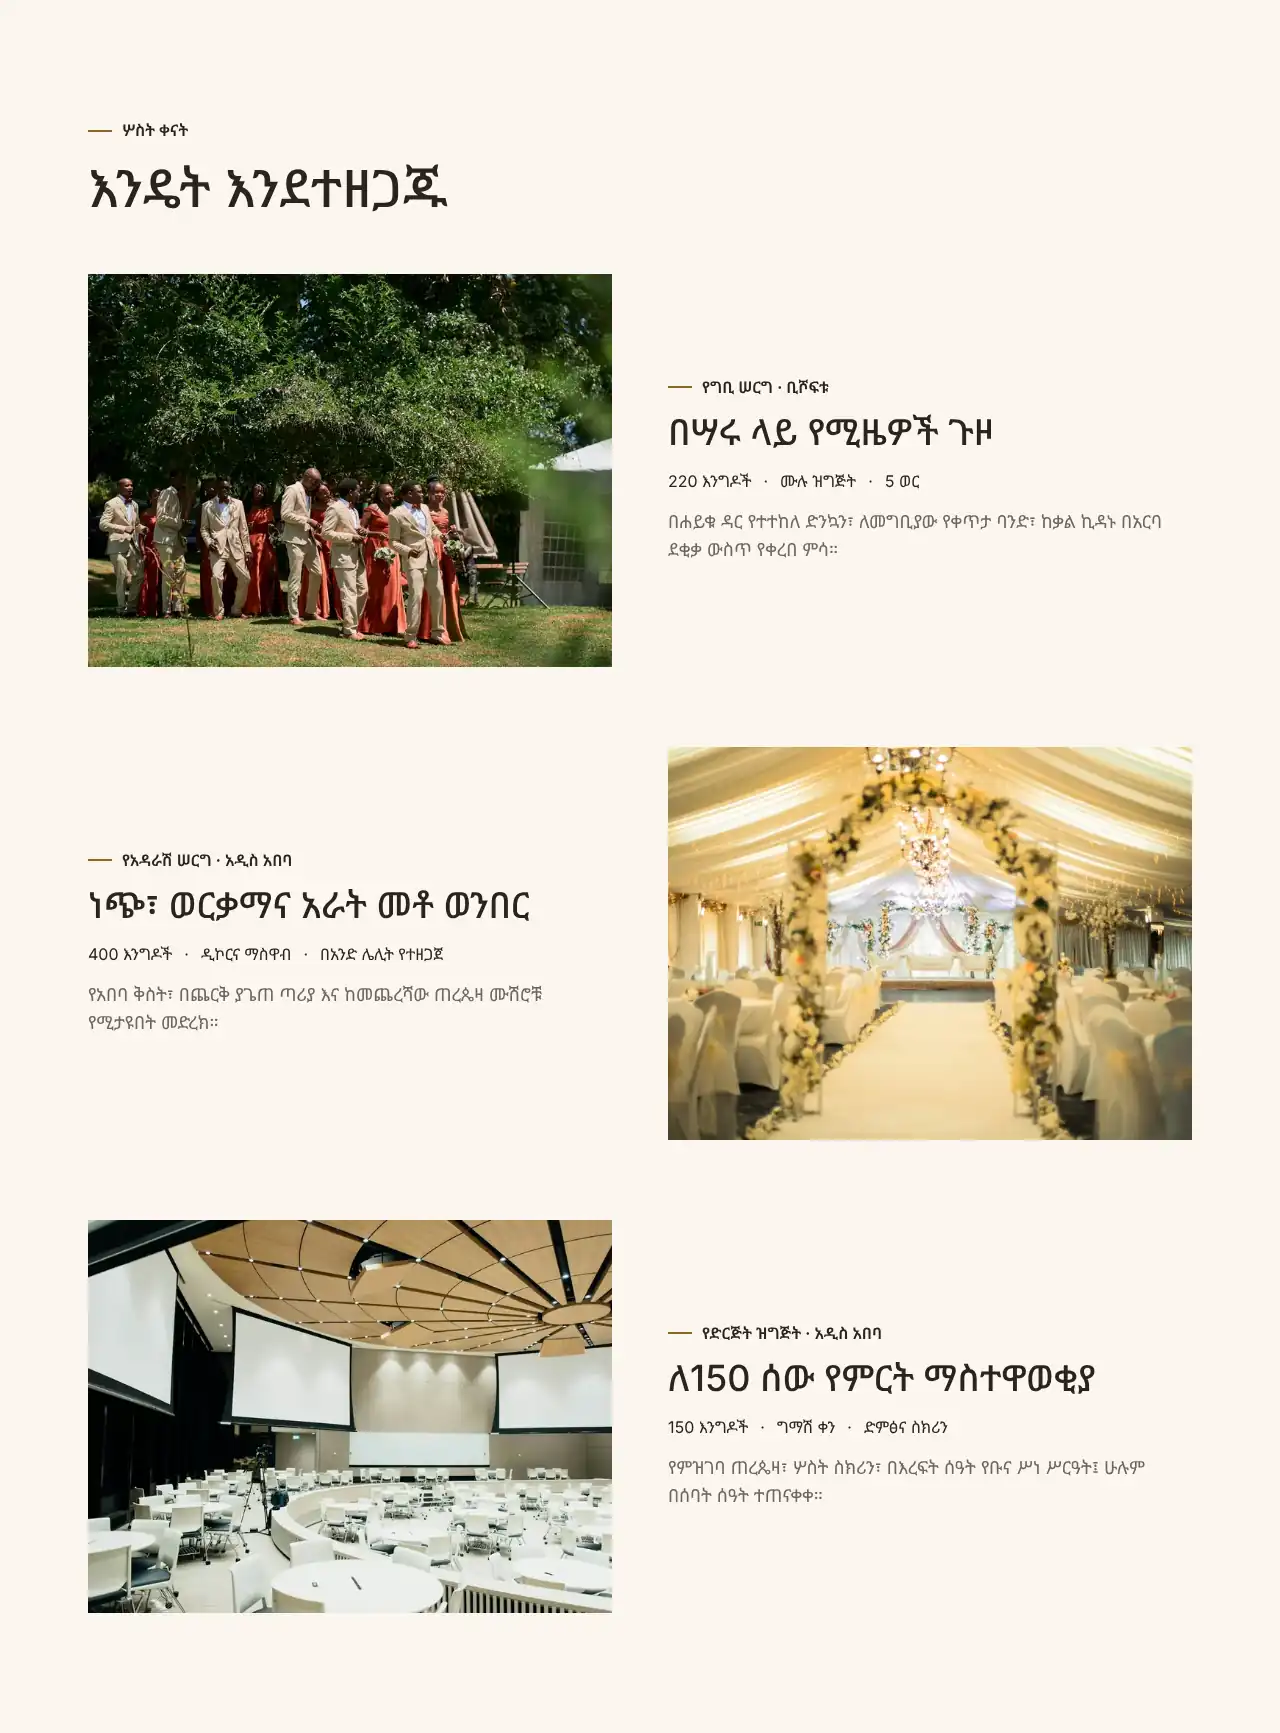 ሦስት ቀናት
እንዴት እንደተዘጋጁ
የግቢ ሠርግ · ቢሾፍቱ
በሣሩ ላይ የሚዜዎች ጉዞ
220 እንግዶች · ሙሉ ዝግጅት · 5 ወር
በሐይቁ ዳር የተተከለ ድንኳን፣ ለመግቢያው የቀጥታ ባንድ፣ ከቃል ኪዳኑ በአርባ
ደቂቃ ውስጥ የቀረበ ምሳ።
የአዳራሽ ሠርግ · አዲስ አበባ
ነጭ፣ ወርቃማና አራት መቶ ወንበር
400 እንግዶች · ዲኮርና ማስዋብ · በአንድ ሌሊት የተዘጋጀ
የአበባ ቅስት፣ በጨርቅ ያጌጠ ጣሪያ እና ከመጨረሻው ጠረጴዛ ሙሽሮቹ
የሚታዩበት መድረክ።
የድርጅት ዝግጅት · አዲስ አበባ
ለ150 ሰው የምርት ማስተዋወቂያ
150 እንግዶች · ግማሽ ቀን · ድምፅና ስክሪን
የምዝገባ ጠረጴዛ፣ ሦስት ስክሪን፣ በእረፍት ሰዓት የቡና ሥነ ሥርዓት፤ ሁሉም
በሰባት ሰዓት ተጠናቀቀ።